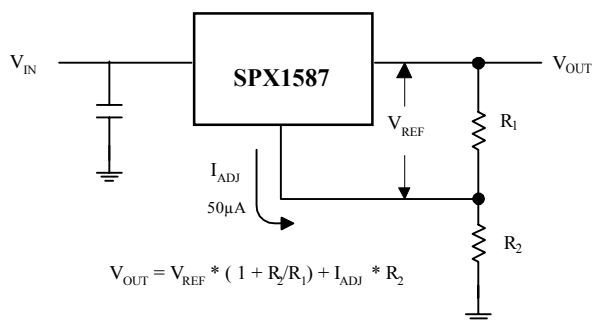 V_IN
SPX1587
V_OUT
V_REF
R_1
I_ADJ
50µA
R_2
V_OUT = V_REF * ( 1 + R_2/R_1) + I_ADJ * R_2